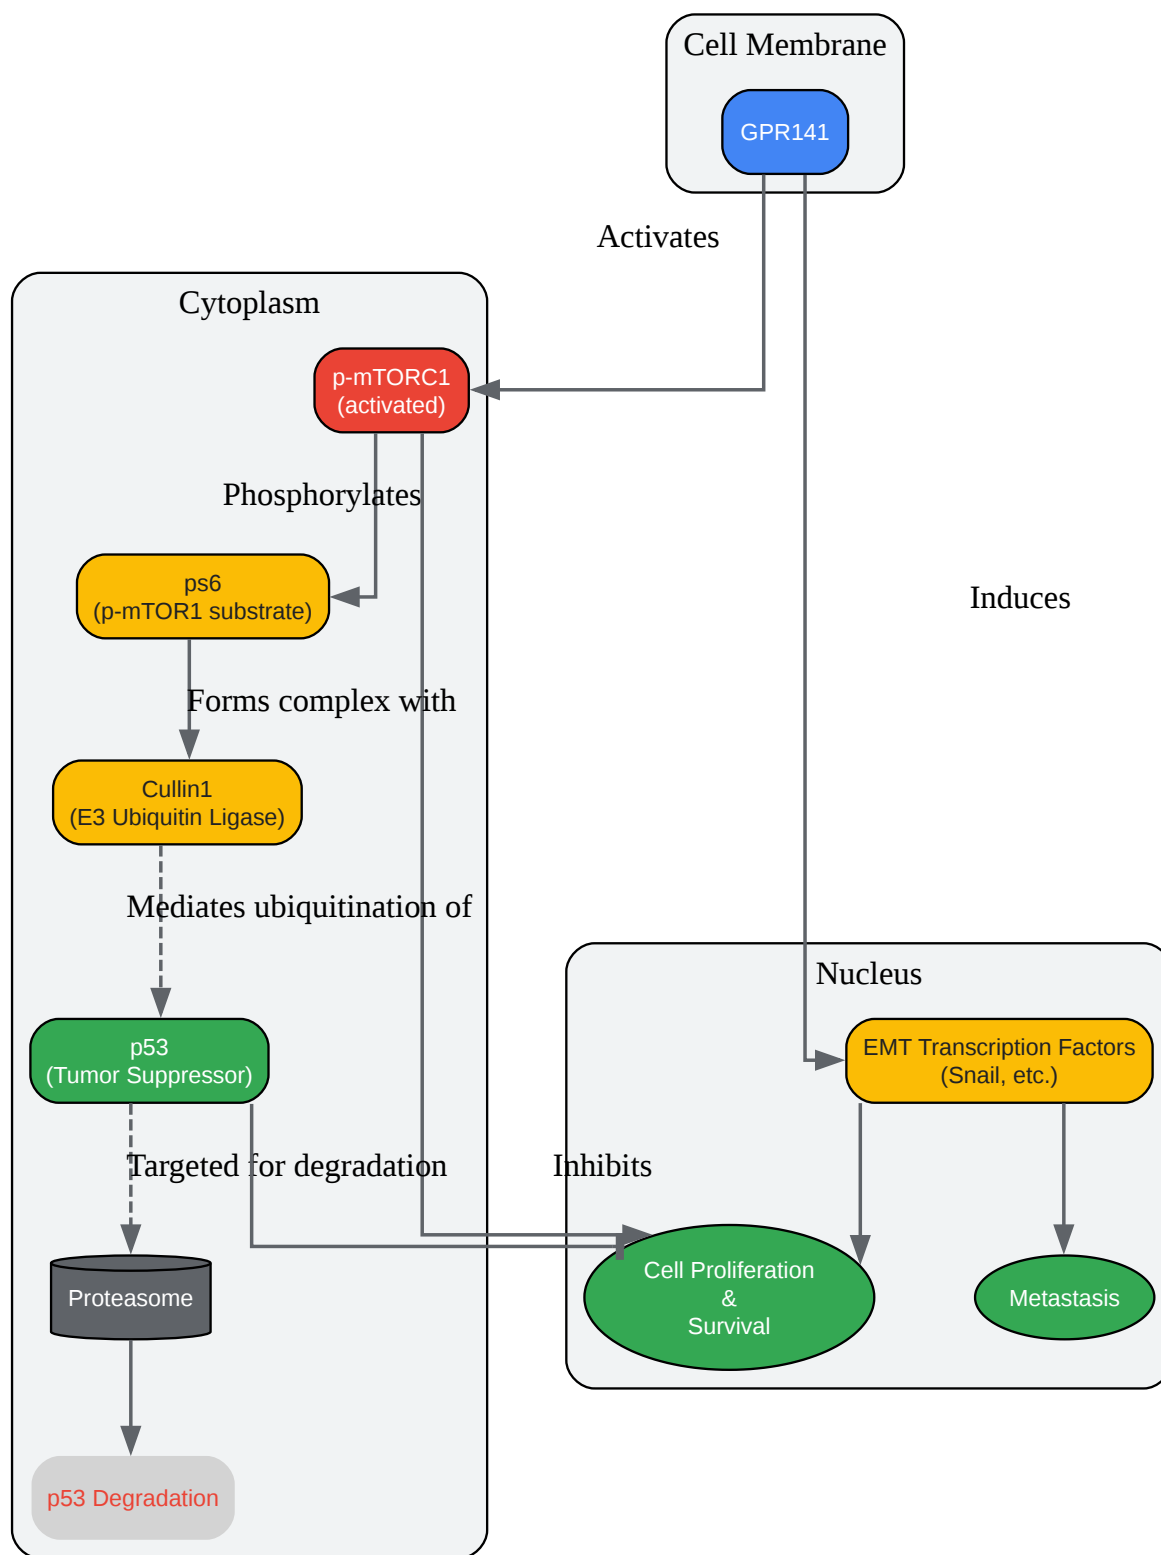 Cell Membrane
GPR141
Activates
Cytoplasm
p-mTORC1
(activated)
Phosphorylates
ps6
(p-mTOR1 substrate)
Induces
Forms complex with
Cullin1
(E3 Ubiquitin Ligase)
Mediates ubiquitination of
Nucleus
p53
(Tumor Suppressor)
EMT Transcription Factors
(Snail, etc.)
Targeted for degradation
Inhibits
Proteasome
Cell Proliferation
&
Survival
Metastasis
p53 Degradation